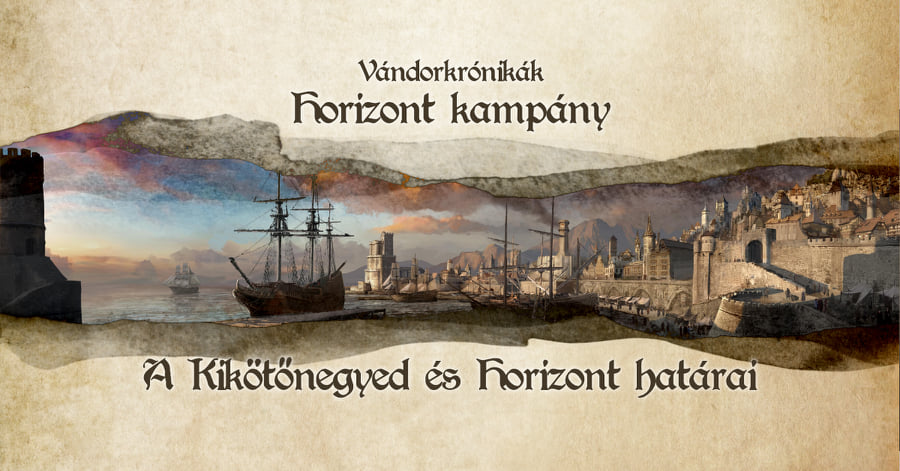 Vándorkrónikák
Horizont kampány
A Kikötőnegyed és Horizont határai